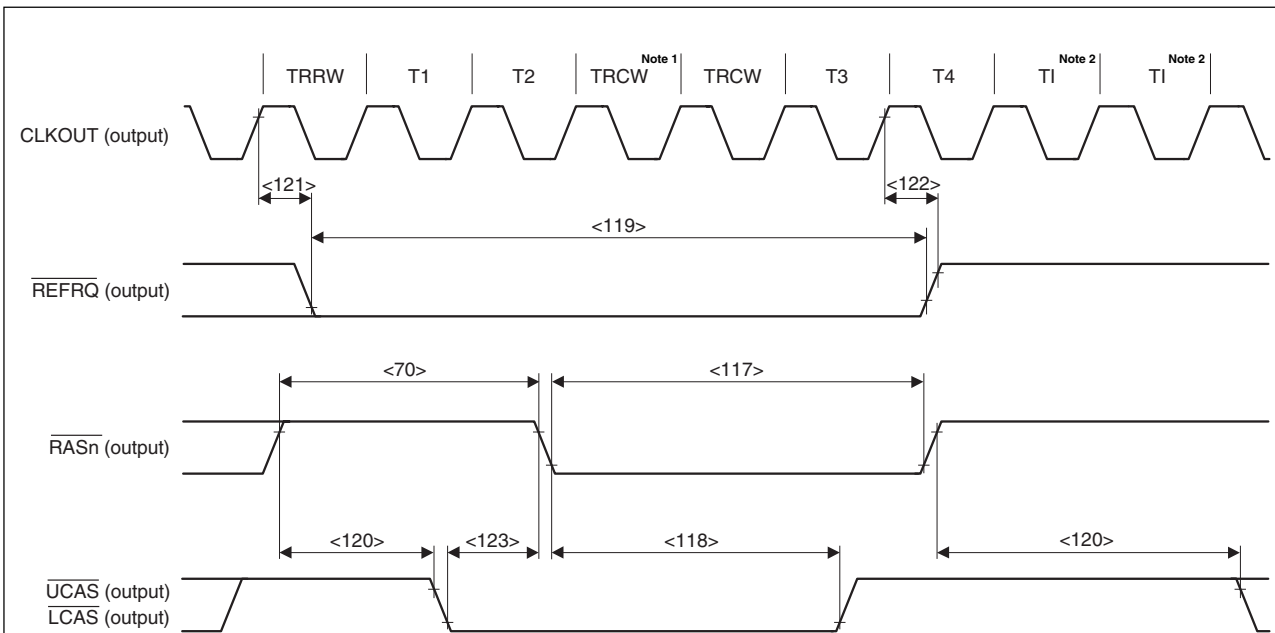 Note 1 Note 2 Note 2
TRRW T1 T2 TRCW TRCW T3 T4 TI TI
CLKOUT (output)
<121> <122>
<119>
REFRQ (output)
<70> <117>
RASn (output)
<120> <123> <118> <120>
UCAS (output)
LCAS (output)